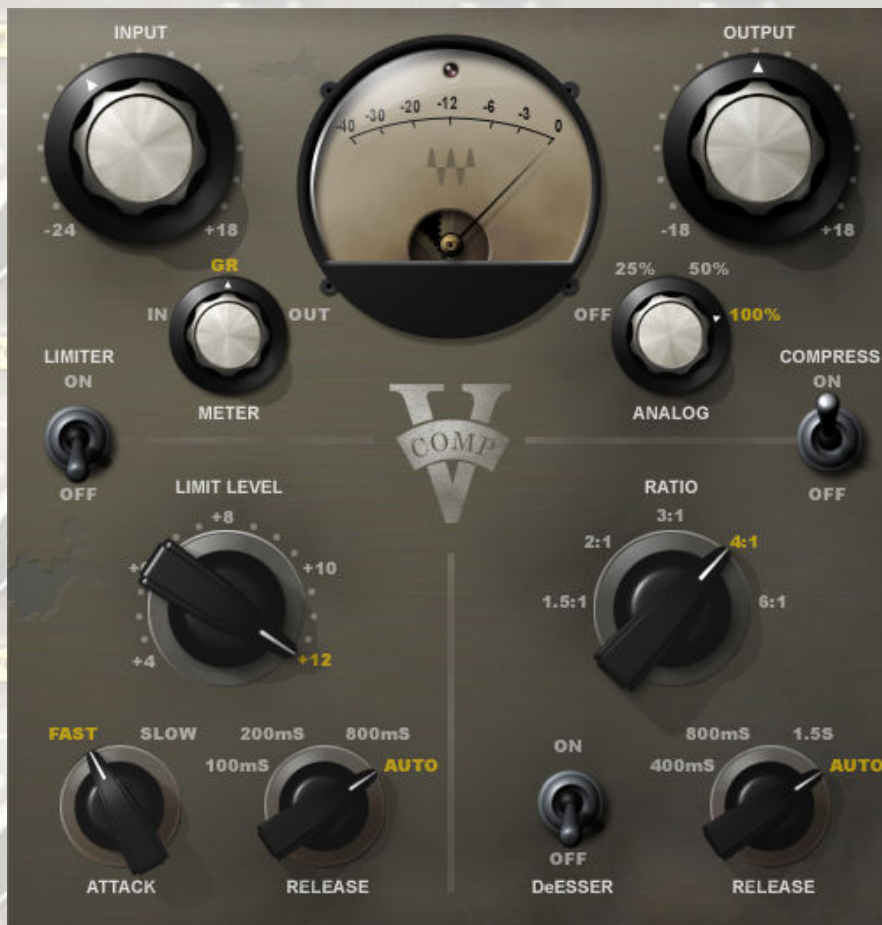 INPUT
OUTPUT
-40 -30 -20 -12 -6 -3 0
-24 +18
-18 +18
GR
25% 50%
IN OUT
OFF 100%
LIMITER
COMPRESS
ON
ON
METER
ANALOG
V
COMP
OFF
OFF
LIMIT LEVEL
RATIO
+8
3:1
2:1 4:1
+10
1.5:1 6:1
+4 +12
FAST SLOW
200mS 800mS
100mS AUTO
ON
800mS 1.5S
400mS AUTO
OFF
ATTACK
RELEASE
DeESSER
RELEASE